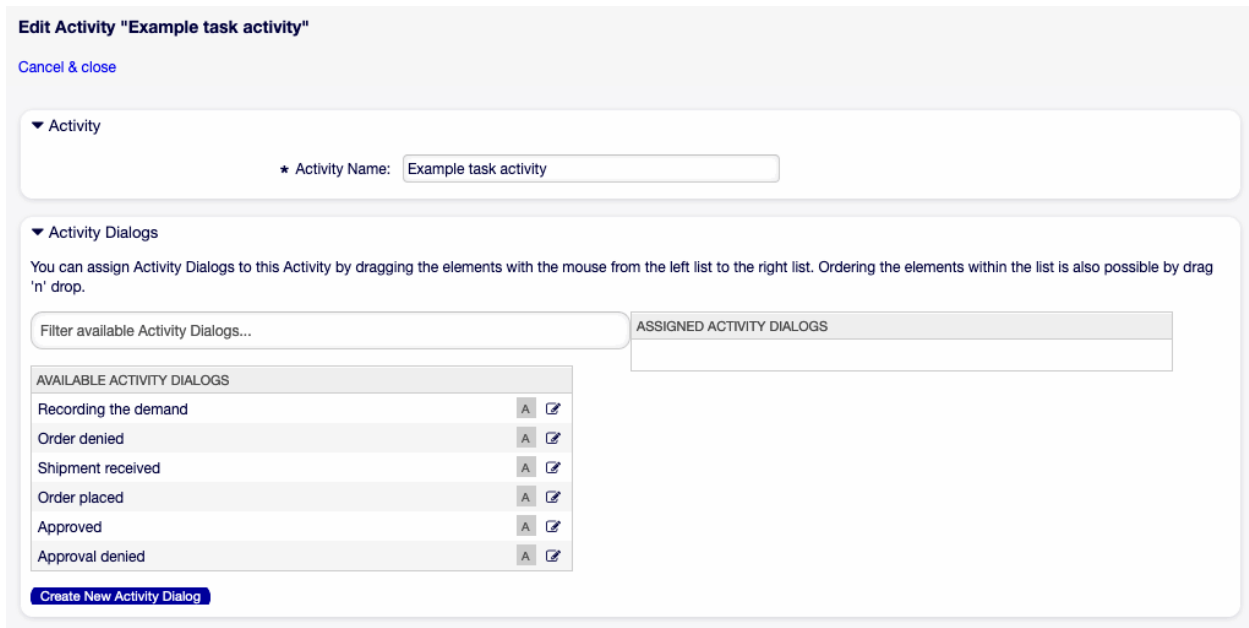 Edit Activity "Example task activity"
Cancel & close
Activity
* Activity Name: Example task activity
Activity Dialogs
You can assign Activity Dialogs to this Activity by dragging the elements with the mouse from the left list to the right list. Ordering the elements within the list is also possible by drag
'n' drop.
Filter available Activity Dialogs...
ASSIGNED ACTIVITY DIALOGS
AVAILABLE ACTIVITY DIALOGS
Recording the demand A
Order denied A
Shipment received A
Order placed A
Approved A
Approval denied A
Create New Activity Dialog